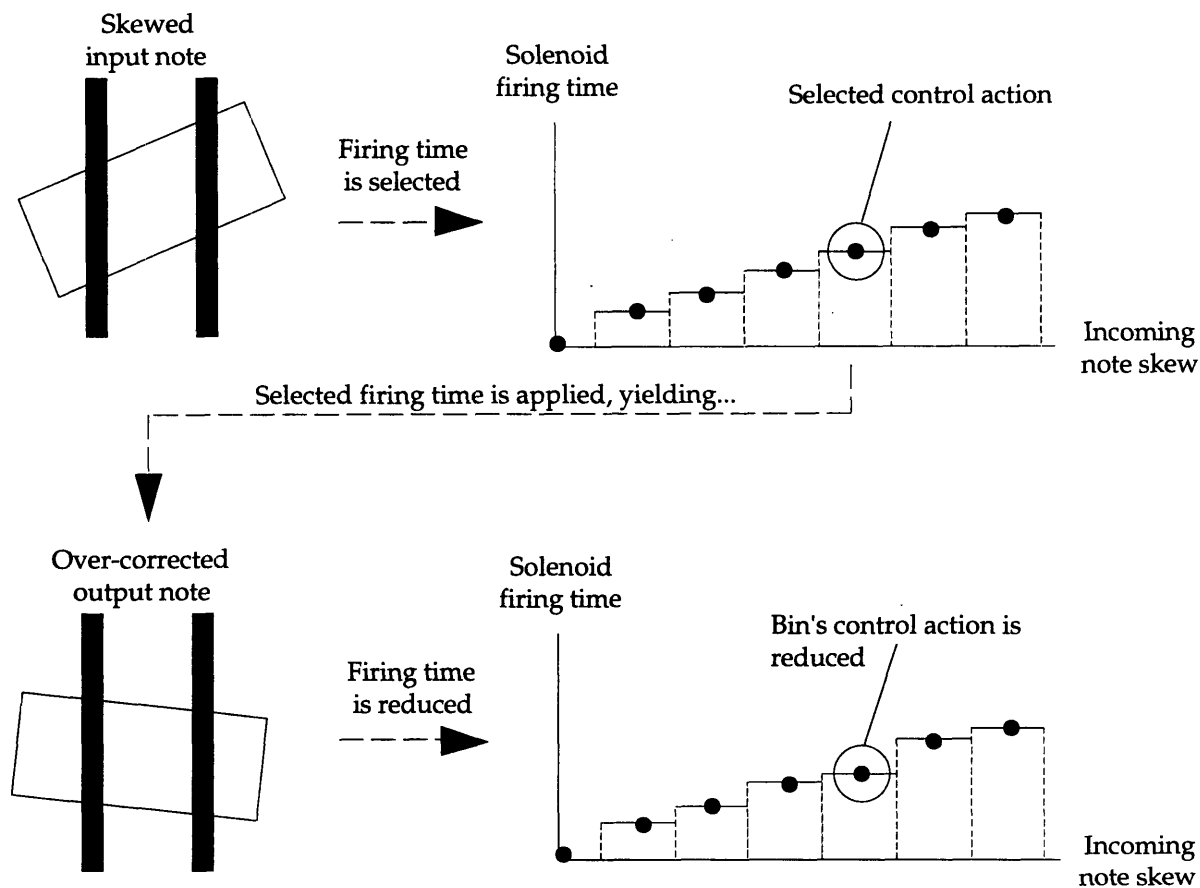 Skewed
input note
Solenoid
firing time
Selected control action
Firing time
is selected
Incoming
note skew
Selected firing time is applied, yielding...
Over-corrected
output note
Solenoid
firing time
Bin's control action is
reduced
Firing time
is reduced
Incoming
note skew